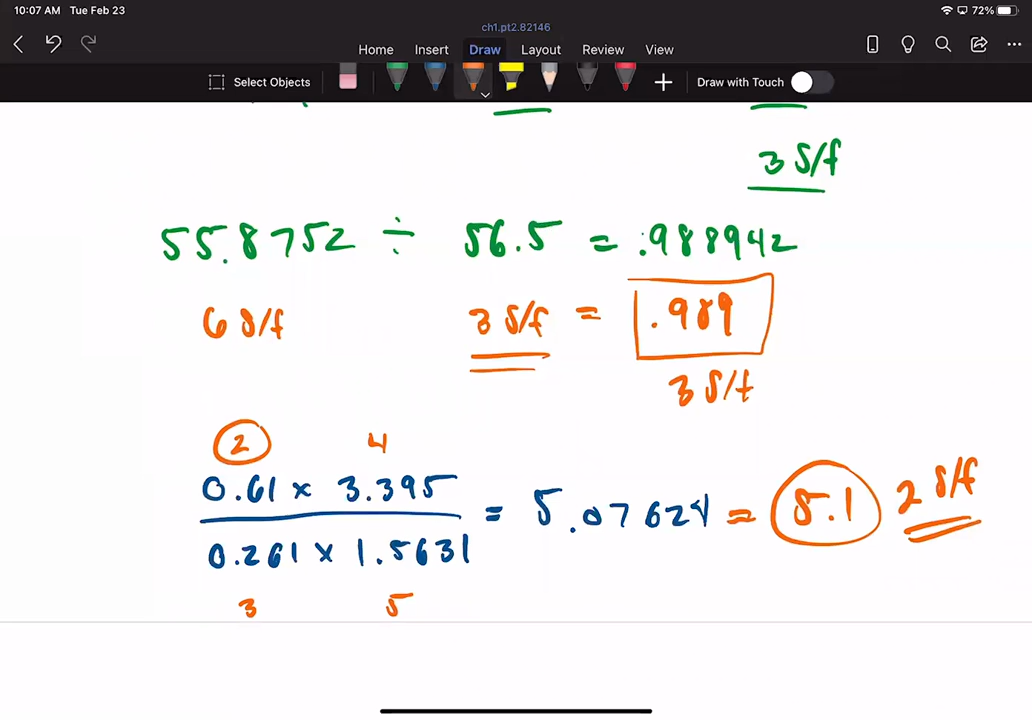 10:07 AM Tue Feb 23
72%
ch1.pt2.82146
Home Insert Draw Layout Review View
Select Objects
Draw with Touch
3 S/f
55.8752 ÷ 56.5 = .988942
6 S/f 3 S/f = .989
3 S/f
2 4
0.61 x 3.395
= 5.07624 = 5.1 2 S/f
0.261 x 1.5631
3 5